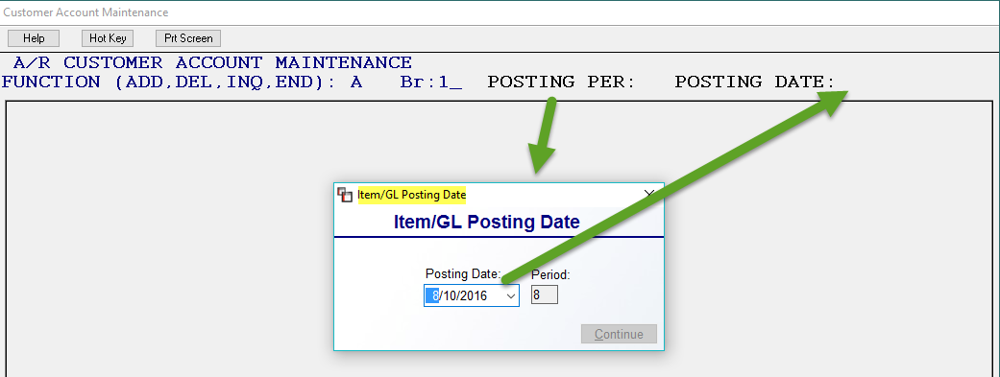 Customer Account Maintenance
Help Hot Key Prt Screen
A/R CUSTOMER ACCOUNT MAINTENANCE
FUNCTION (ADD,DEL,INQ,END): A Br:1_ POSTING PER: POSTING DATE:
Item/GL Posting Date
Item/GL Posting Date
Posting Date: Period:
8/10/2016 8
Continue